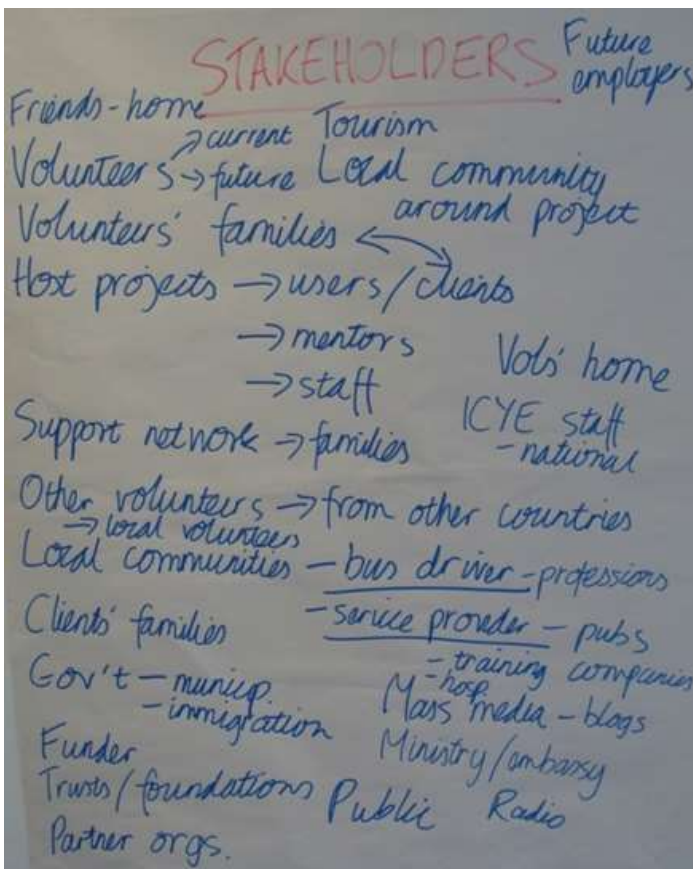 STAKEHOLDERS
Future
employers
Friends - home
→ current
Tourism
Volunteers → future
Local community
around project
Volunteers' families
Host projects → users/clients
→ mentors
→ staff
Vols' home
ICYE staff
- national
Support network → families
Other volunteers → from other countries
→ local volunteers
Local communities - bus driver - professions
- service provider - pubs
- training companies
- hosp.
Clients' families
Gov't - municip.
- immigration
Mass media - blogs
Ministry/embassy
Funder
Trusts/foundations
Public
Radio
Partner orgs.